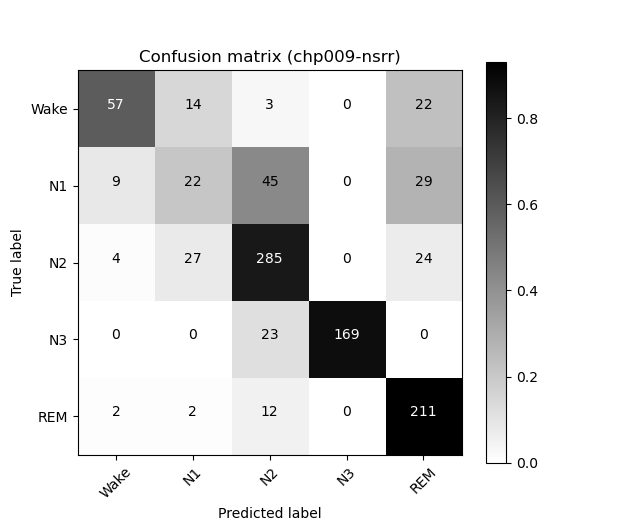 Confusion matrix (chp009-nsrr)
Wake 57 14 3 0 22
N1 9 22 45 0 29
N2 4 27 285 0 24
N3 0 0 23 169 0
REM 2 2 12 0 211
Wake N1 N2 N3 REM
True label
Predicted label
0.8
0.6
0.4
0.2
0.0